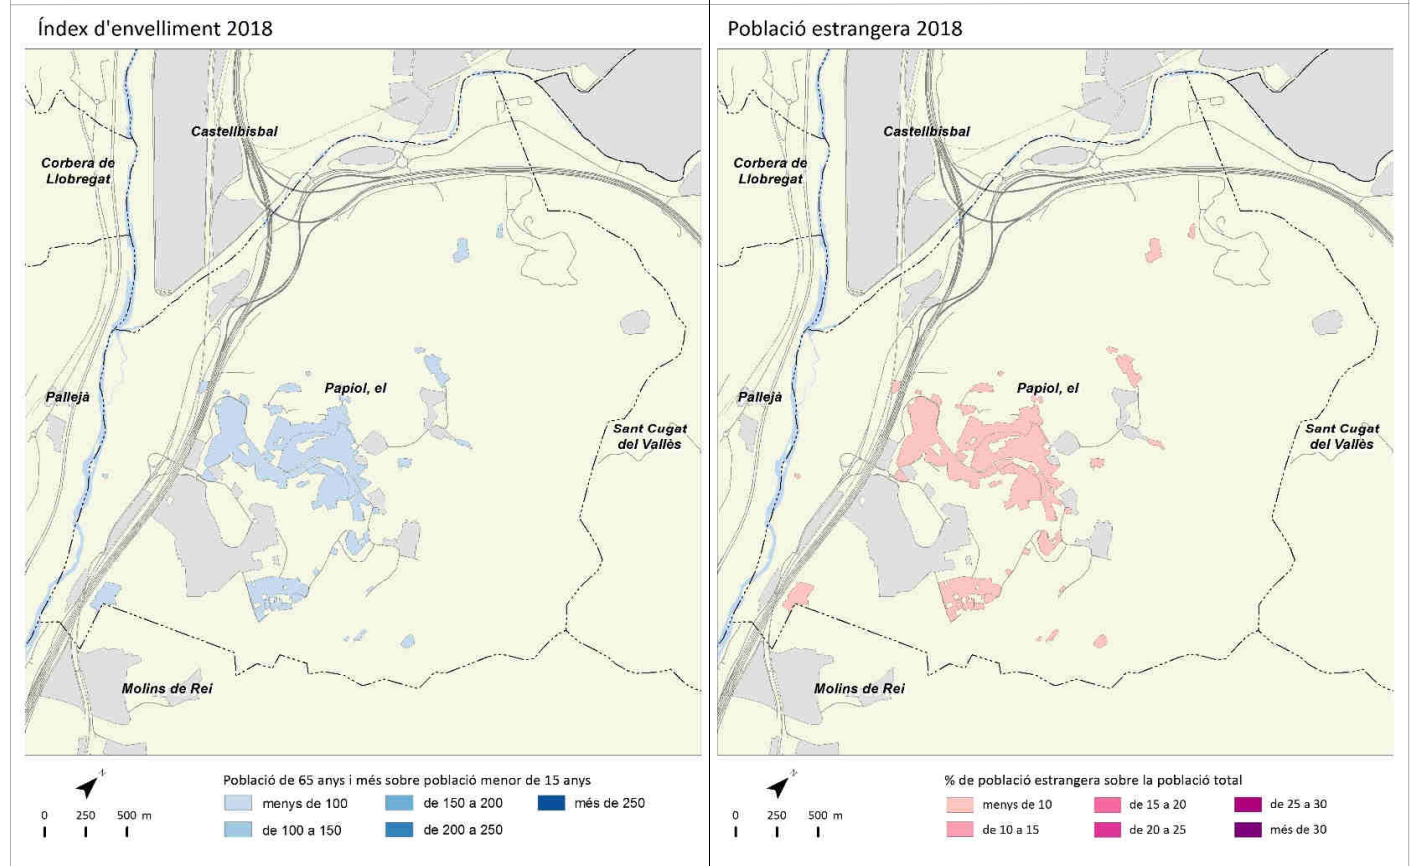 Índex d'envelliment 2018
Castellbisbal
Corbera de
Llobregat
Papiol, el
Pallejà
Sant Cugat
del Vallès
Molins de Rei
N
0 250 500 m
Població de 65 anys i més sobre població menor de 15 anys
menys de 100
de 150 a 200
més de 250
de 100 a 150
de 200 a 250
Població estrangera 2018
Castellbisbal
Corbera de
Llobregat
Papiol, el
Pallejà
Sant Cugat
del Vallès
Molins de Rei
N
0 250 500 m
% de població estrangera sobre la població total
menys de 10
de 15 a 20
de 25 a 30
de 10 a 15
de 20 a 25
més de 30